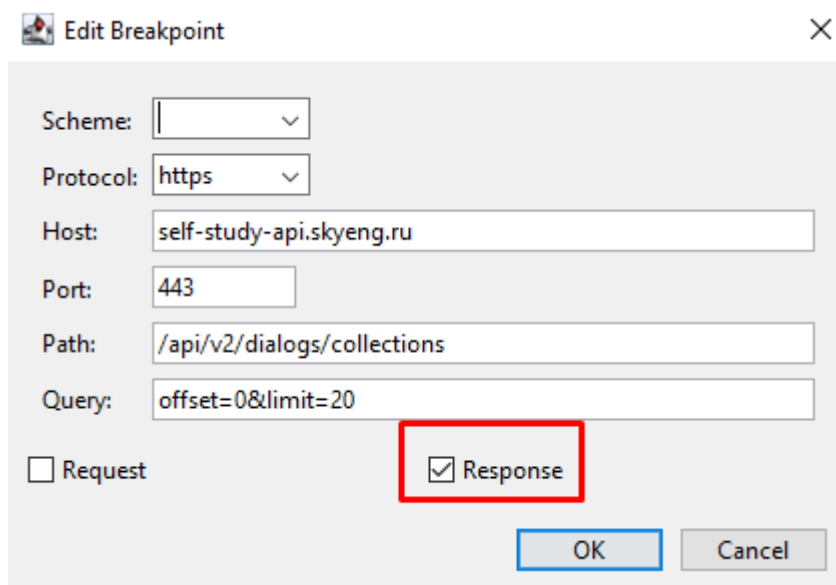 Edit Breakpoint
Scheme:
Protocol: https
Host: self-study-api.skyeng.ru
Port: 443
Path: /api/v2/dialogs/collections
Query: offset=0&limit=20
Request Response
OK Cancel